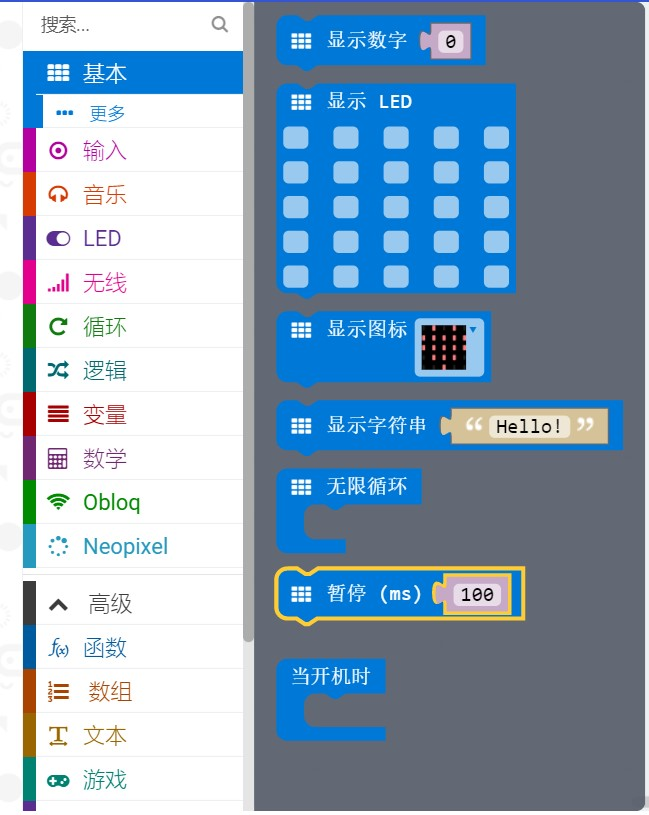 搜索...
基本
更多
输入
音乐
LED
无线
循环
逻辑
变量
数学
Obloq
Neopixel
高级
函数
数组
文本
游戏
显示数字 0
显示 LED
显示图标
显示字符串 “ Hello! ”
无限循环
暂停 (ms) 100
当开机时